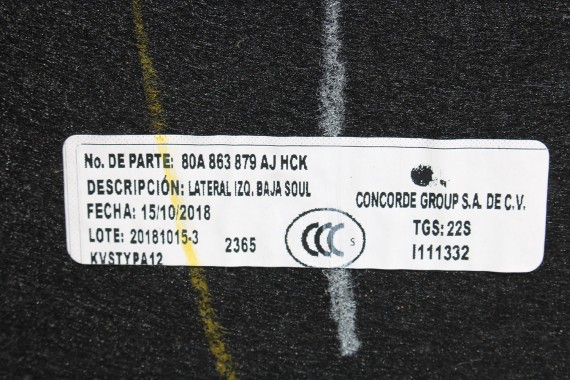 No. DE PARTE: 80A 863 879 AJ HCK
DESCRIPCIÓN: LATERAL IZQ. BAJA SOUL
FECHA: 15/10/2018
LOTE: 20181015-3 2365
KVSTYPA12
CCC S
CONCORDE GROUP S.A. DE C.V.
TGS: 22S
I111332